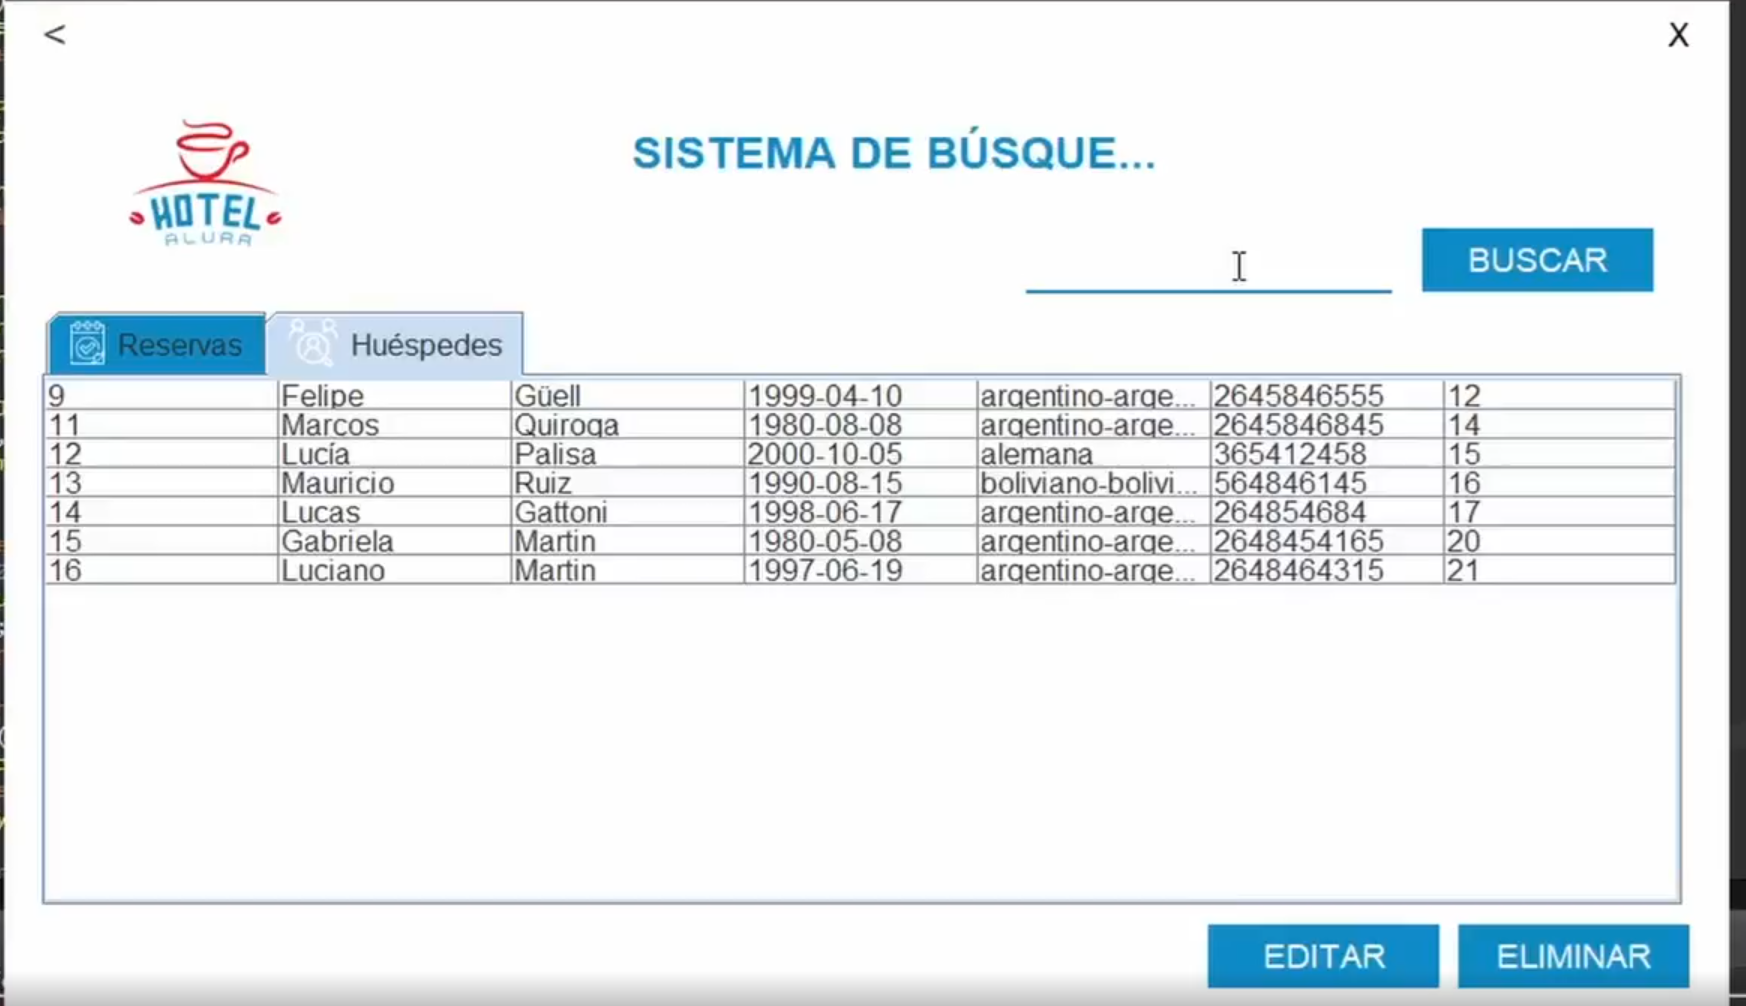 <
X
HOTEL
ALURA
SISTEMA DE BÚSQUE...
BUSCAR
Reservas Huéspedes
9 Felipe Güell 1999-04-10 argentino-arge... 2645846555 12
11 Marcos Quiroga 1980-08-08 argentino-arge... 2645846845 14
12 Lucía Palisa 2000-10-05 alemana 365412458 15
13 Mauricio Ruiz 1990-08-15 boliviano-bolivi... 564846145 16
14 Lucas Gattoni 1998-06-17 argentino-arge... 264854684 17
15 Gabriela Martin 1980-05-08 argentino-arge... 2648454165 20
16 Luciano Martin 1997-06-19 argentino-arge... 2648464315 21
EDITAR ELIMINAR